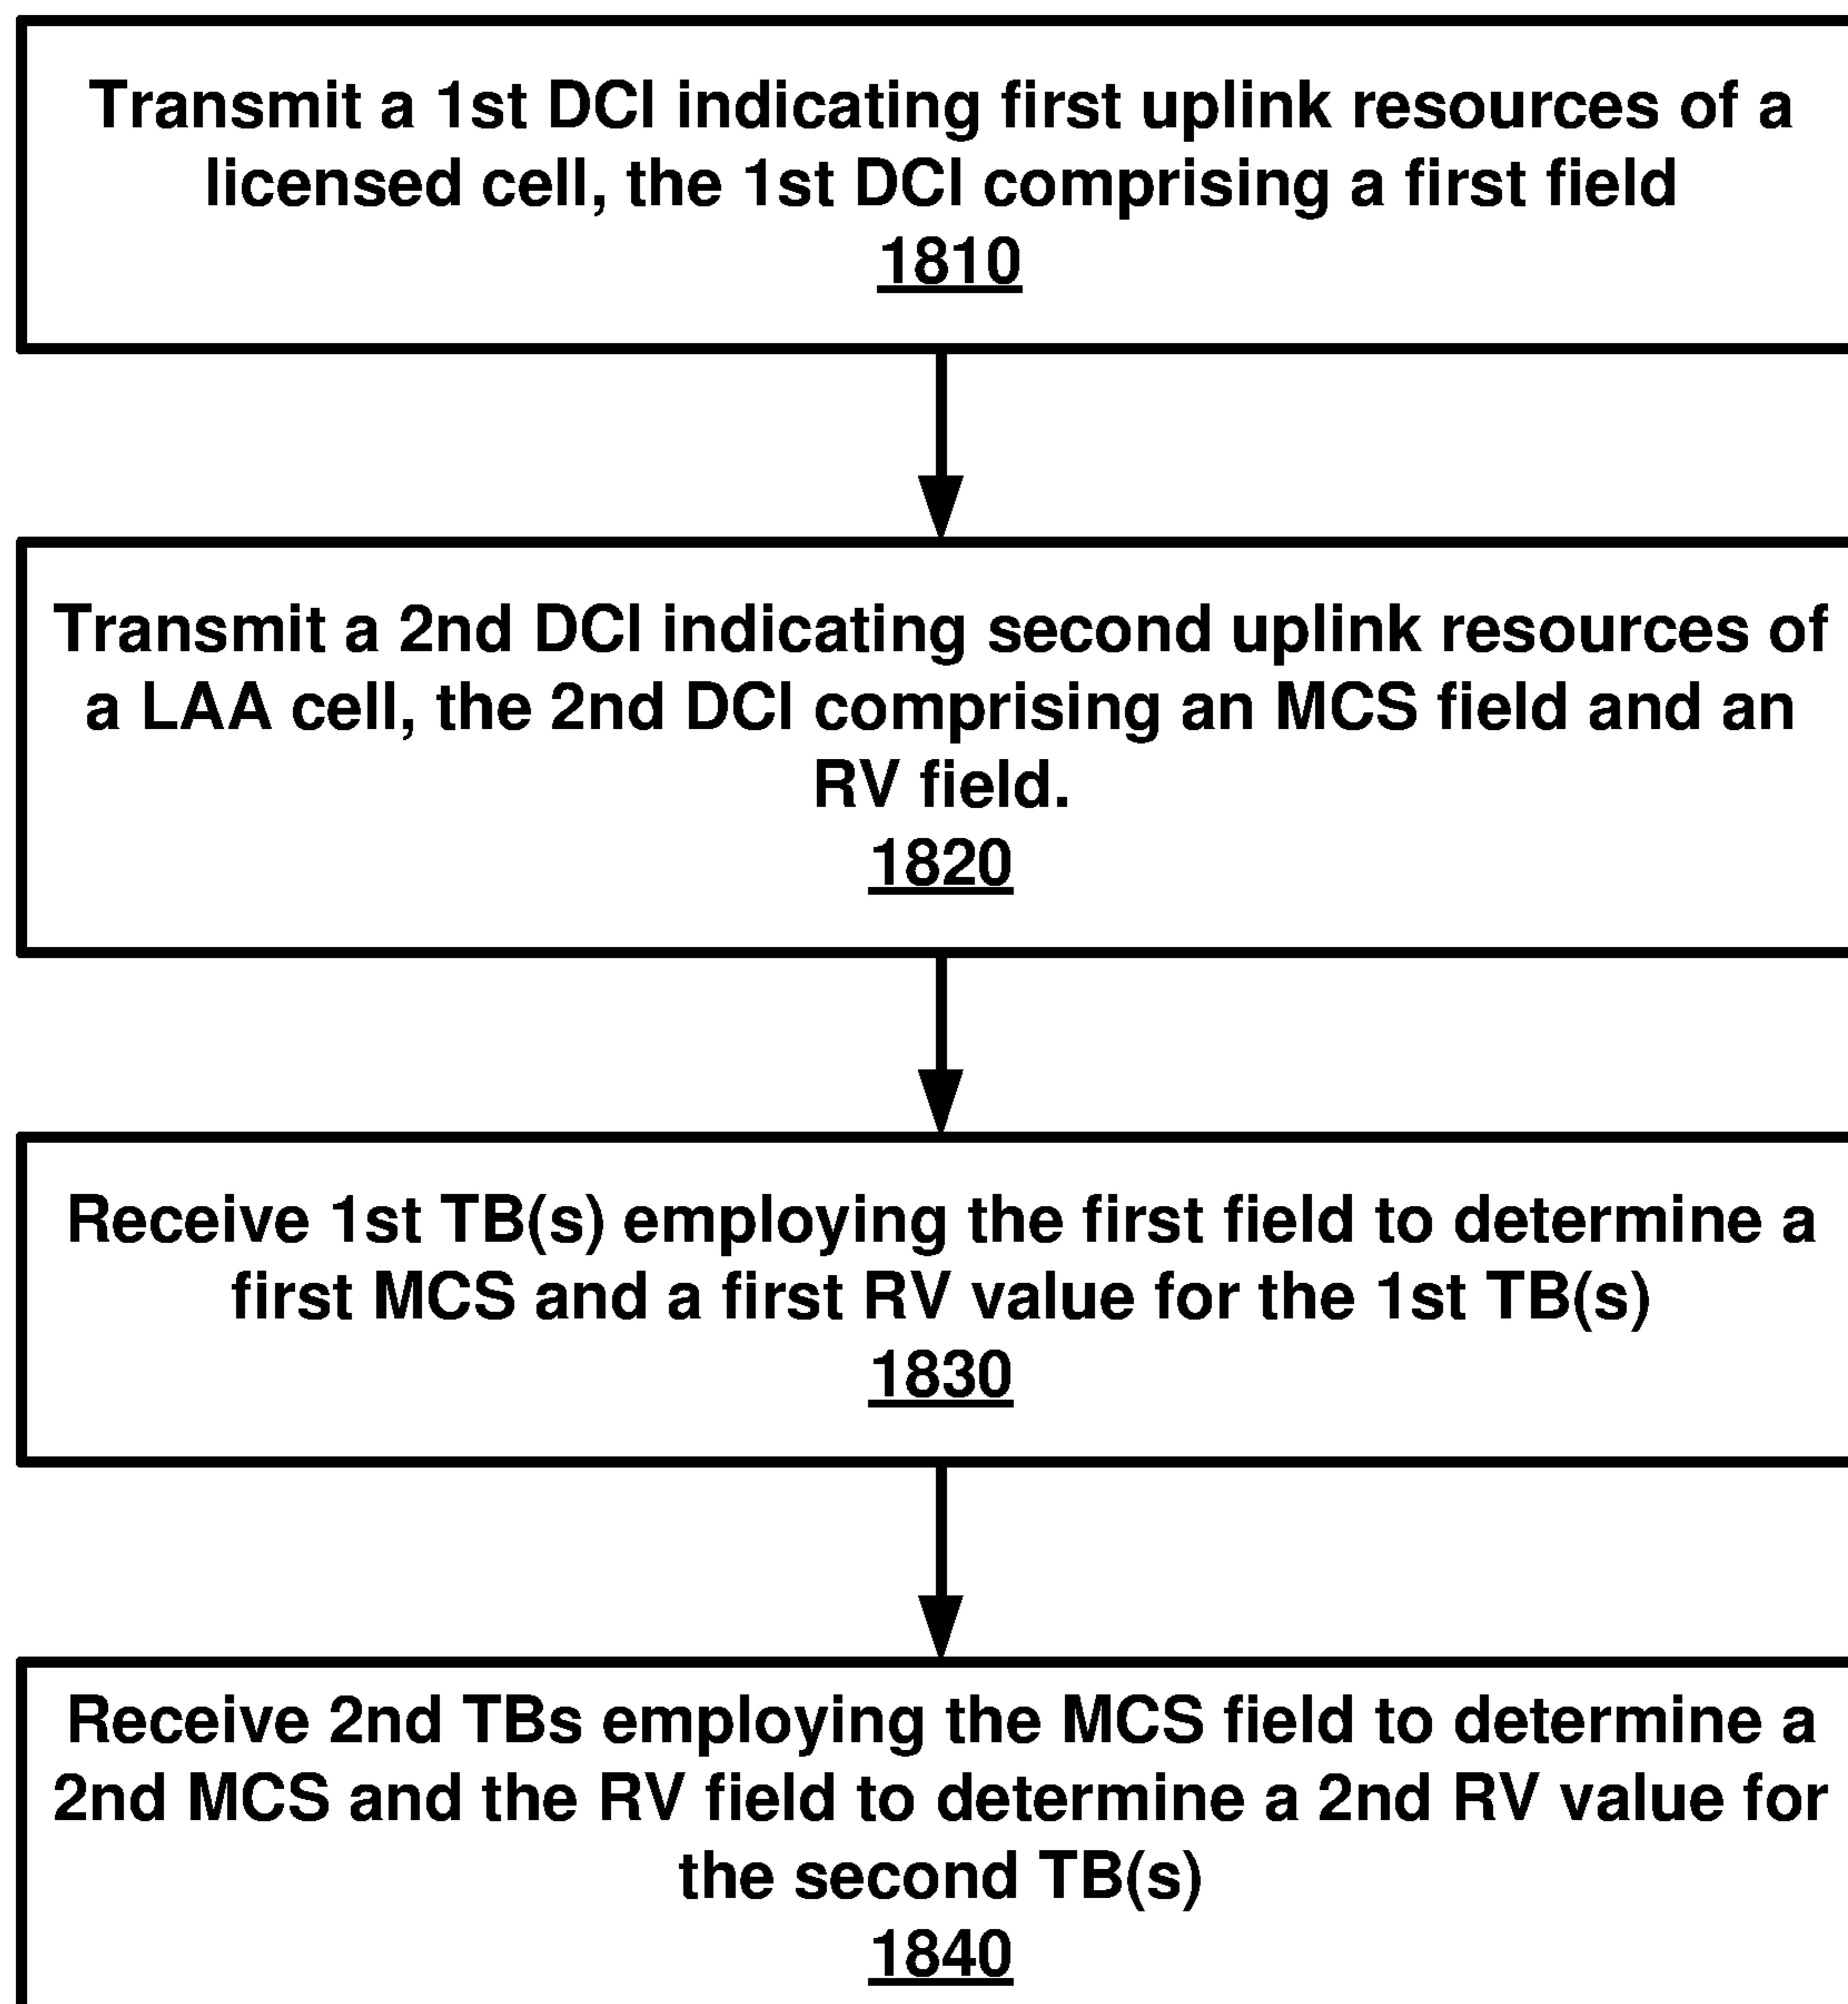 Transmit a 1st DCI indicating first uplink resources of a
licensed cell, the 1st DCI comprising a first field
1810
Transmit a 2nd DCI indicating second uplink resources of
a LAA cell, the 2nd DCI comprising an MCS field and an
RV field.
1820
Receive 1st TB(s) employing the first field to determine a
first MCS and a first RV value for the 1st TB(s)
1830
Receive 2nd TBs employing the MCS field to determine a
2nd MCS and the RV field to determine a 2nd RV value for
the second TB(s)
1840